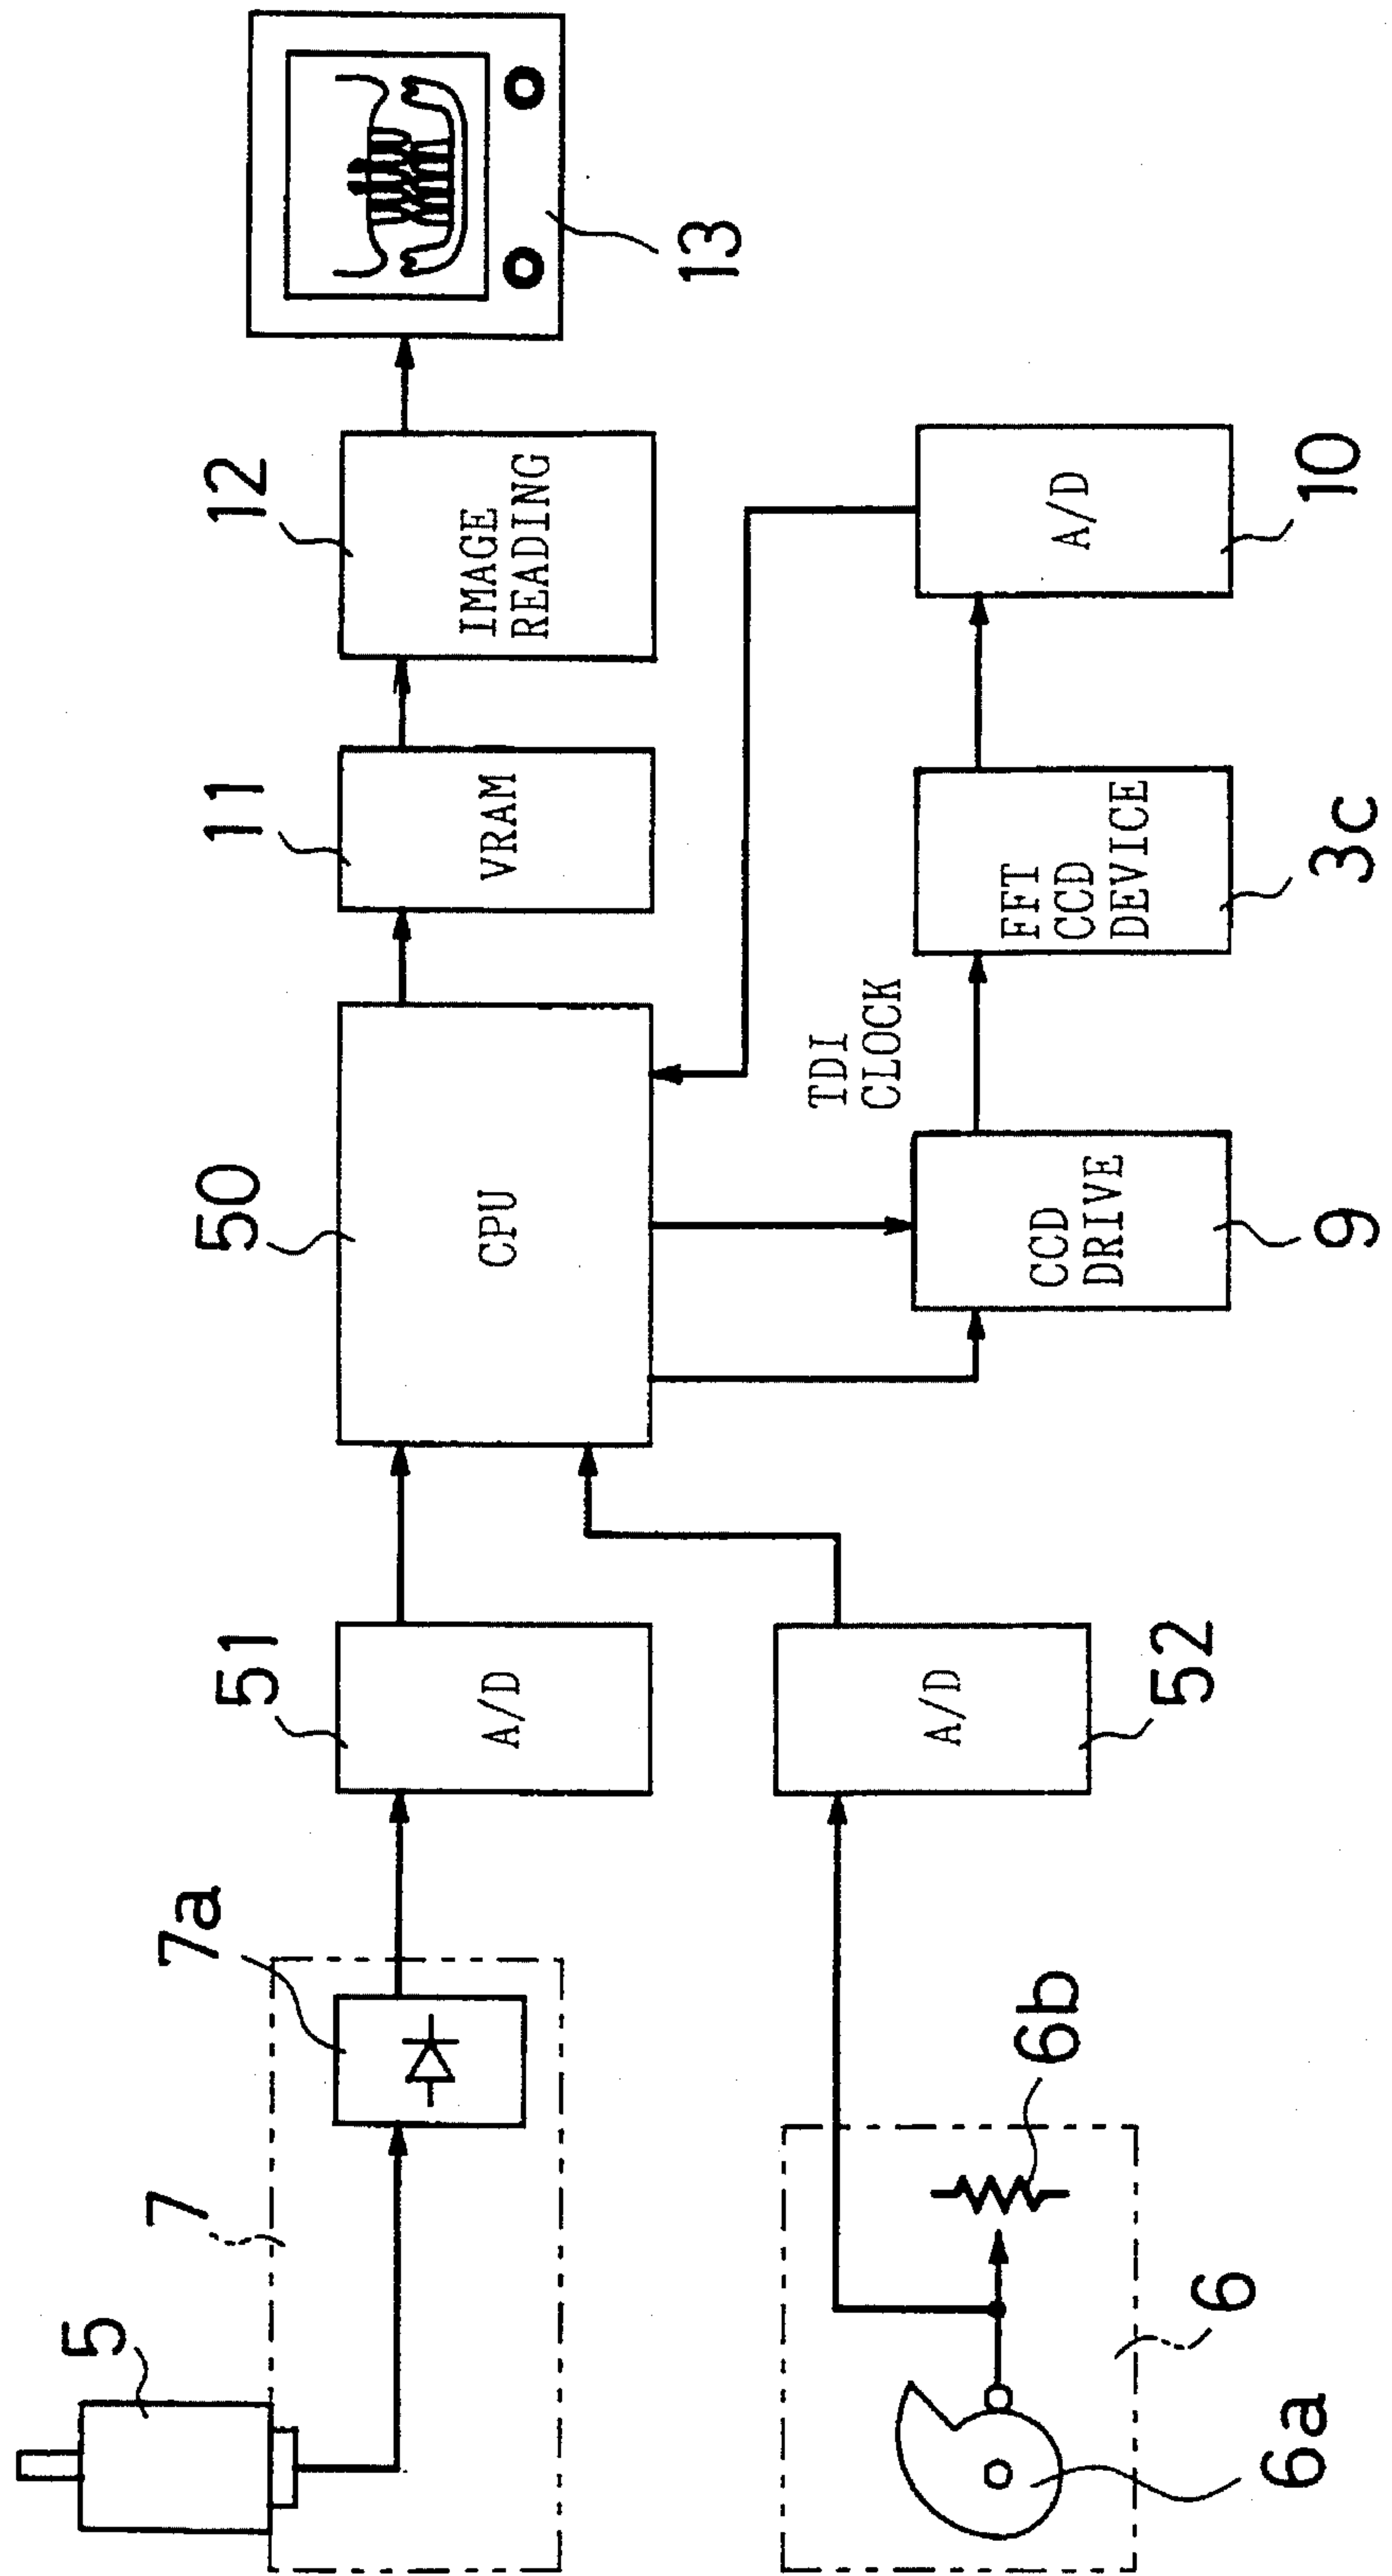 5
7
7a
51
A/D
50
CPU
11
VRAM
12
IMAGE
READING
13
6
6a
6b
52
A/D
9
CCD
DRIVE
TDI
CLOCK
3c
FFT
CCD
DEVICE
10
A/D